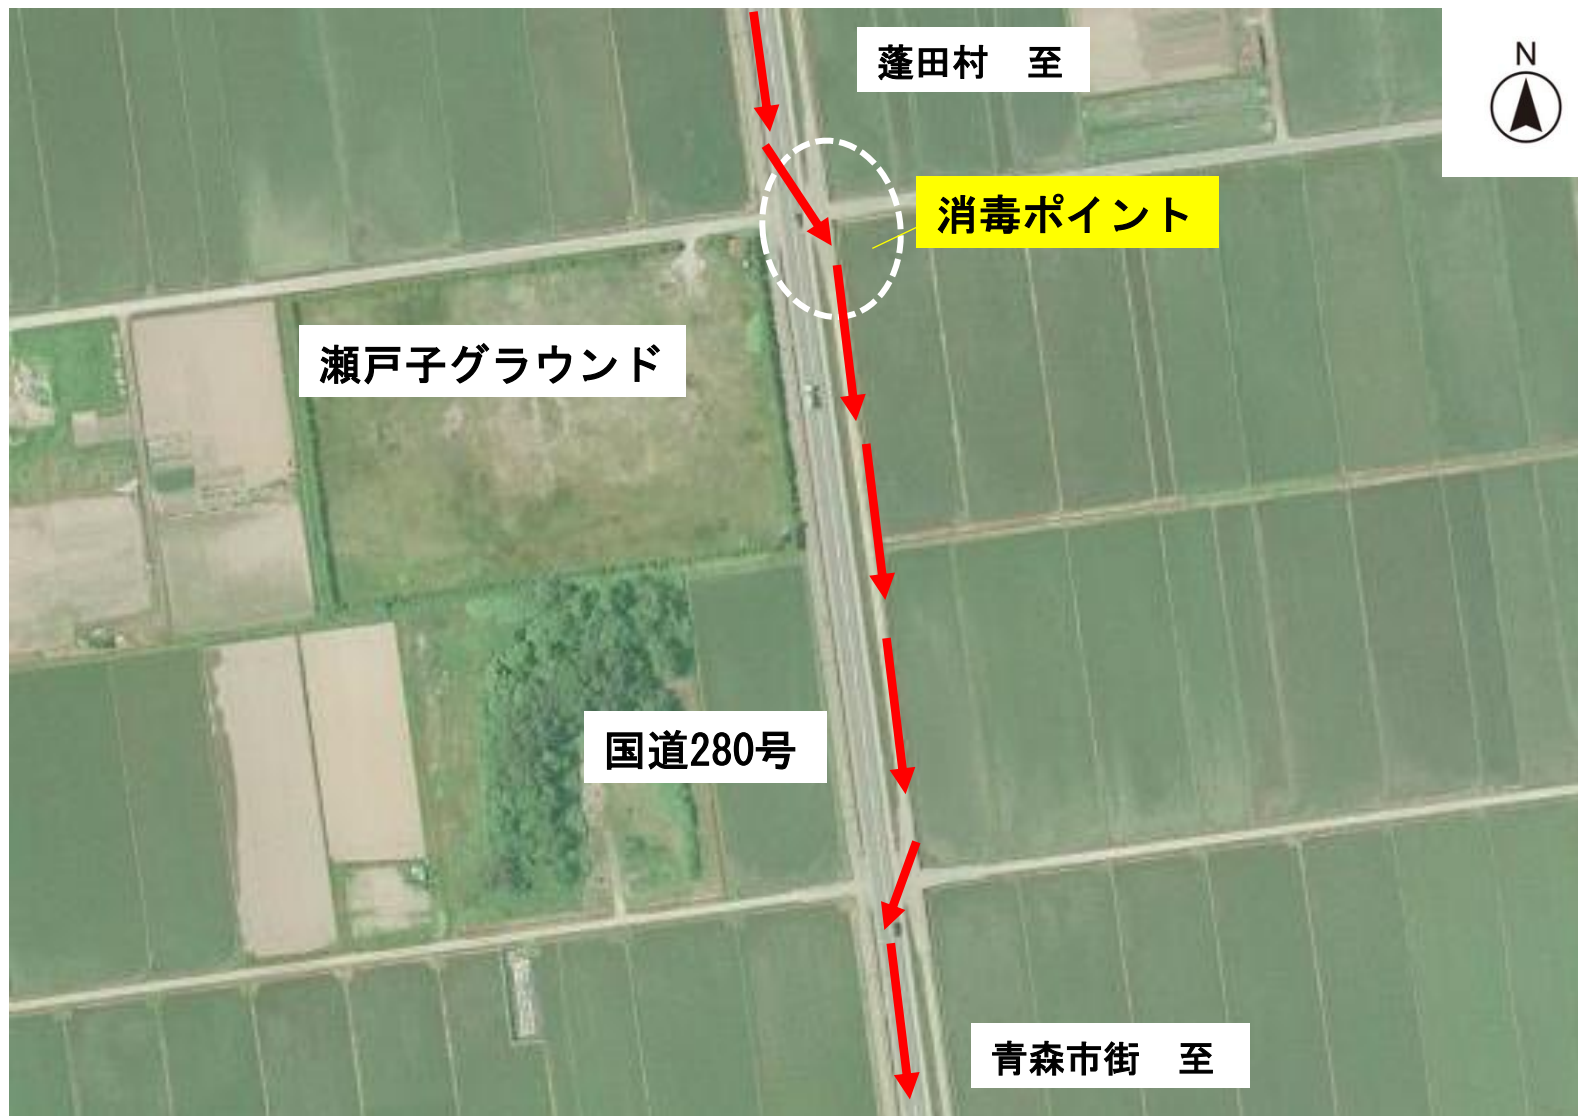 蓬田村　至
N
消毒ポイント
瀬戸子グラウンド
国道280号
青森市街　至